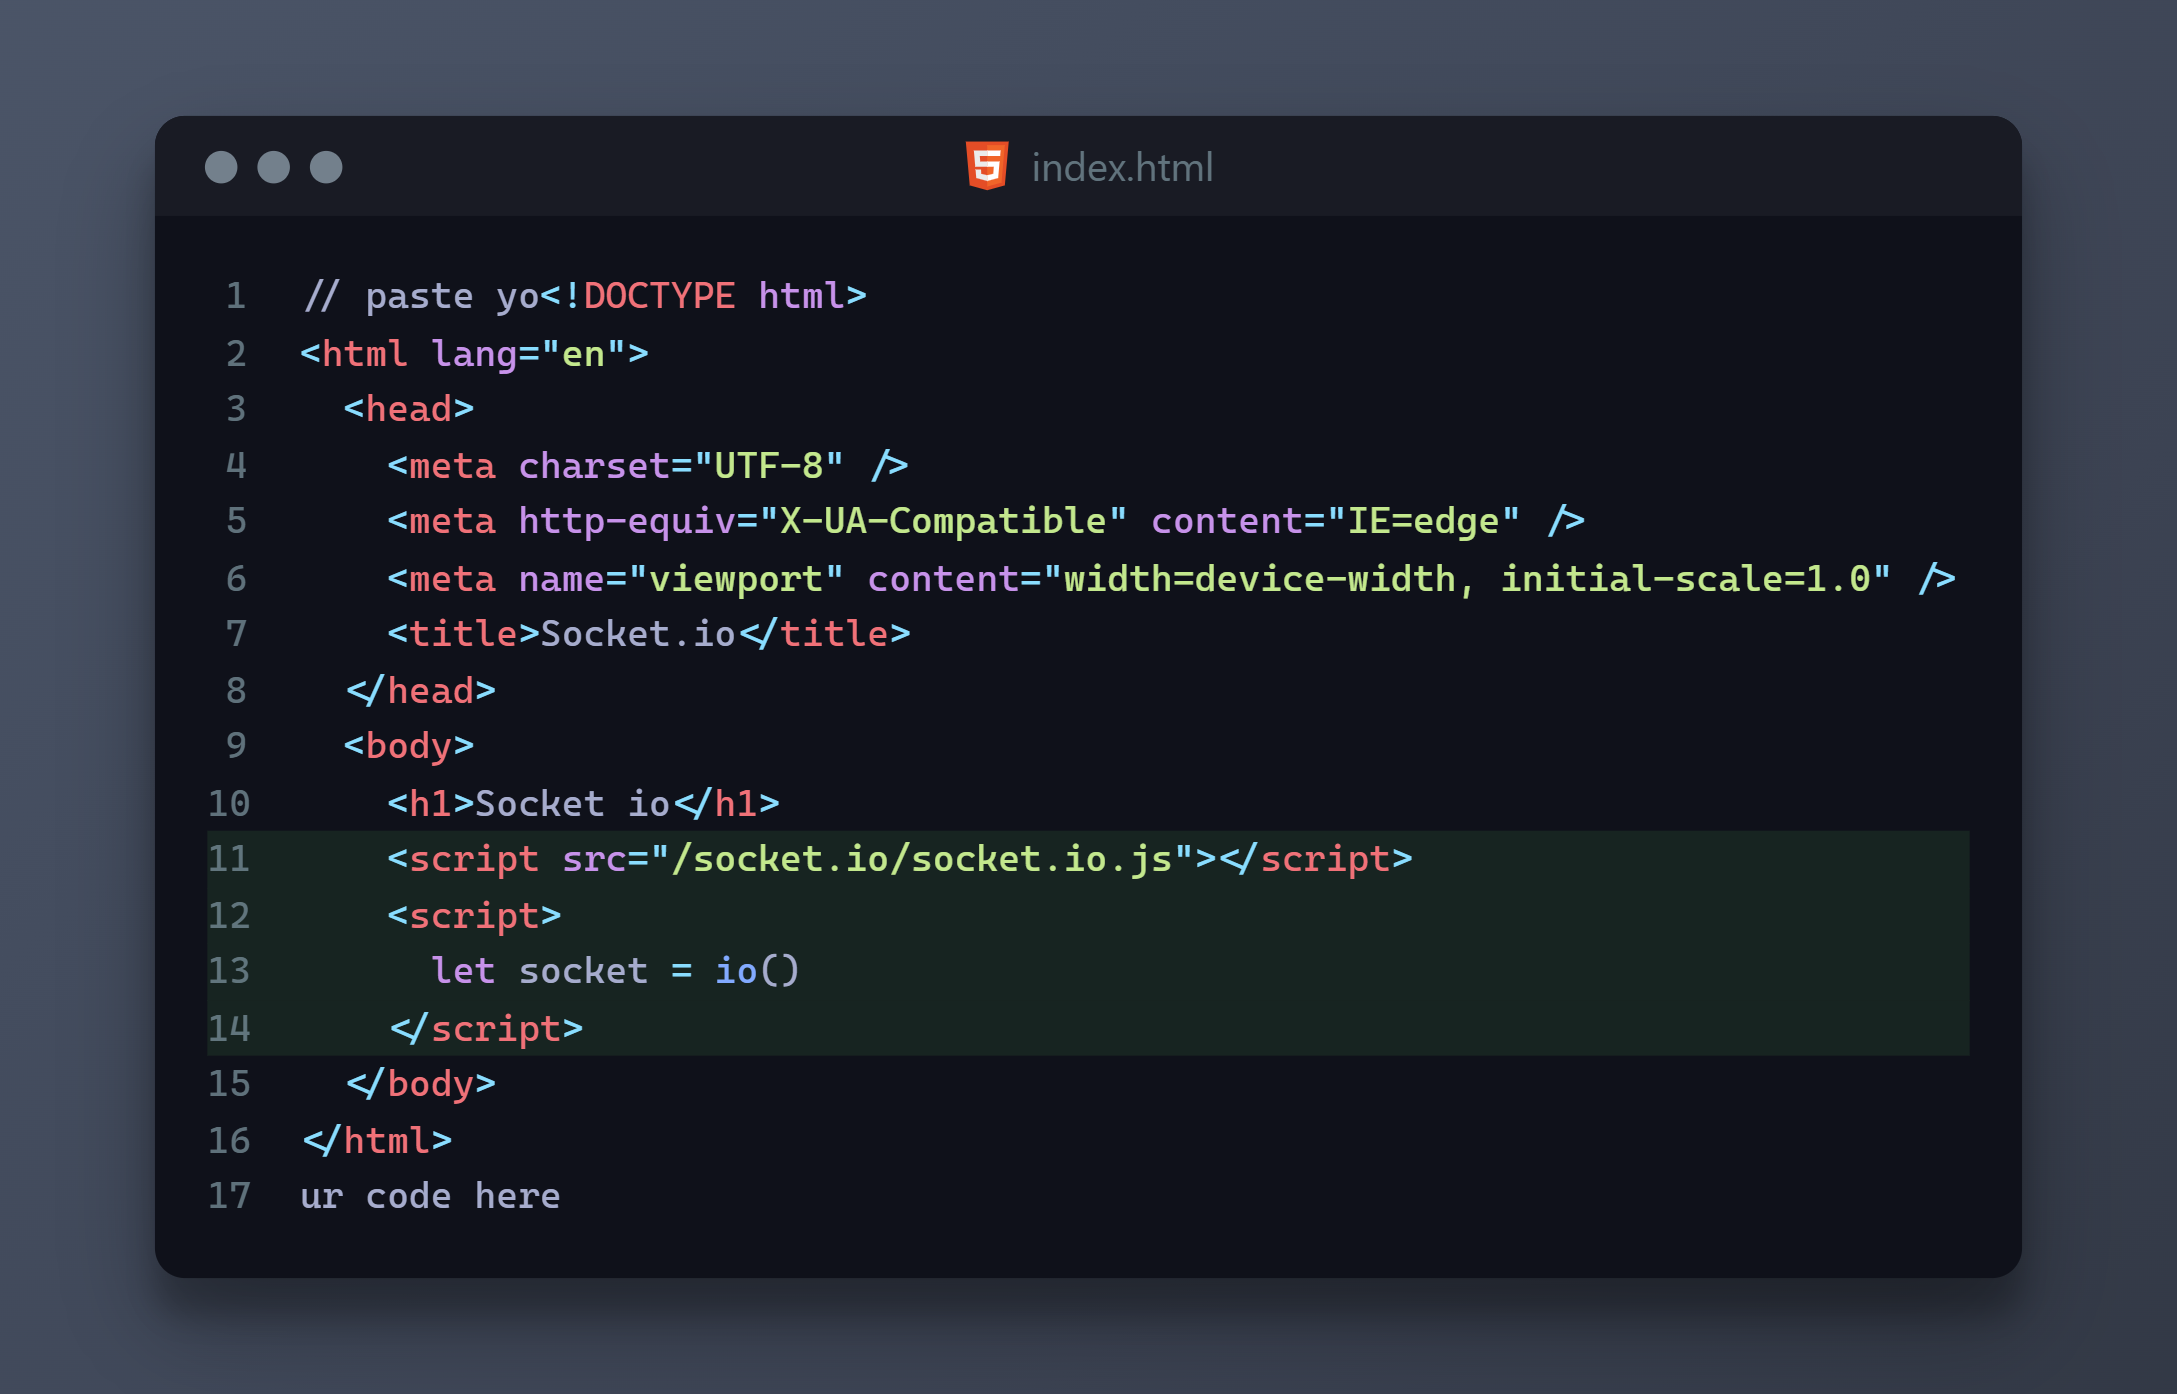 index.html
1 // paste yo<!DOCTYPE html>
2 <html lang="en">
3   <head>
4     <meta charset="UTF-8" />
5     <meta http-equiv="X-UA-Compatible" content="IE=edge" />
6     <meta name="viewport" content="width=device-width, initial-scale=1.0" />
7     <title>Socket.io</title>
8   </head>
9   <body>
10     <h1>Socket io</h1>
11     <script src="/socket.io/socket.io.js"></script>
12     <script>
13       let socket = io()
14     </script>
15   </body>
16 </html>
17 ur code here